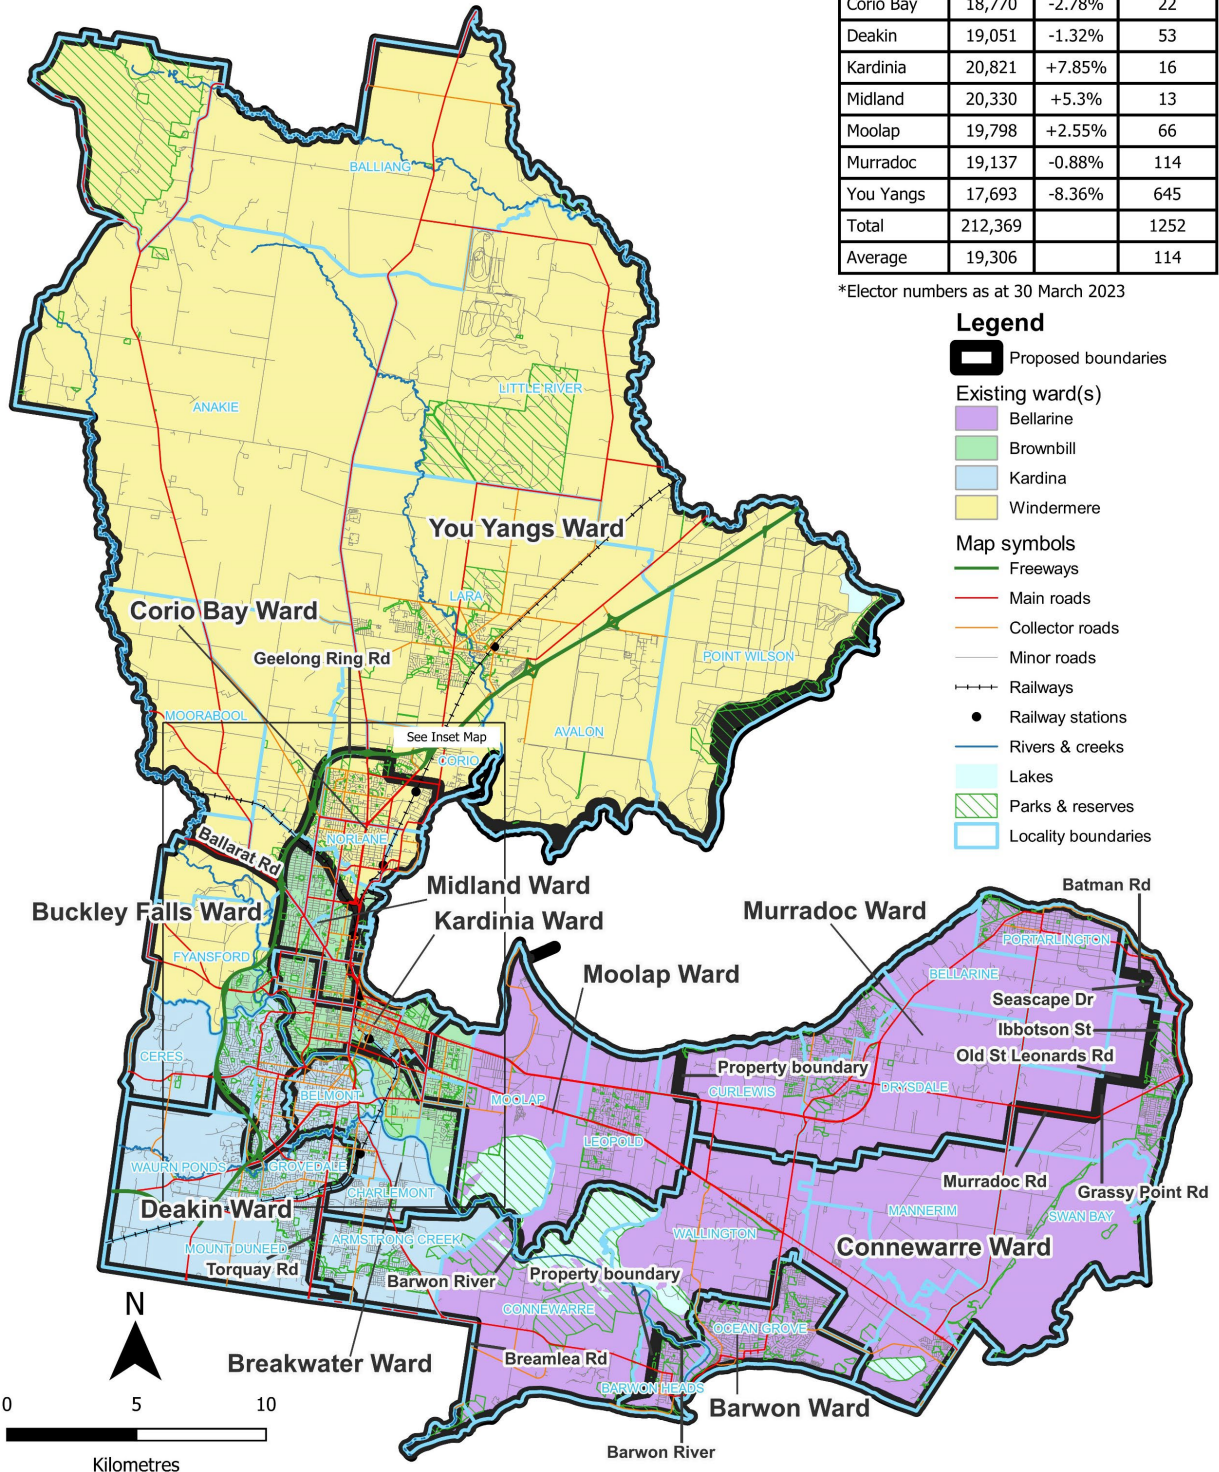 Corio Bay 18,770 -2.78% 22
Deakin 19,051 -1.32% 53
Kardinia 20,821 +7.85% 16
Midland 20,330 +5.3% 13
Moolap 19,798 +2.55% 66
Murradoc 19,137 -0.88% 114
You Yangs 17,693 -8.36% 645
Total 212,369 1252
Average 19,306 114
*Elector numbers as at 30 March 2023
Legend
Proposed boundaries
Existing ward(s)
Bellarine
Brownbill
Kardina
Windermere
Map symbols
Freeways
Main roads
Collector roads
Minor roads
Railways
Railway stations
Rivers & creeks
Lakes
Parks & reserves
Locality boundaries
BALLIANG
LITTLE RIVER
ANAKIE
You Yangs Ward
LARA
Corio Bay Ward
Geelong Ring Rd
POINT WILSON
MOORABOOL
See Inset Map
AVALON
CORIO
NORLANE
Ballarat Rd
Midland Ward
Buckley Falls Ward
Kardinia Ward
FYANSFORD
Moolap Ward
Murradoc Ward
Batman Rd
PORTARLINGTON
BELLARINE
Seascape Dr
Ibbotson St
Old St Leonards Rd
CERES
Property boundary
BELMONT
MOOLAP
CURLEWIS
DRYSDALE
LEOPOLD
WAURN PONDS
GROVEDALE
CHARLEMONT
Murradoc Rd
Grassy Point Rd
Deakin Ward
MANNERIM
SWAN BAY
MOUNT DUNEED
ARMSTRONG CREEK
WALLINGTON
Connewarre Ward
Torquay Rd
Barwon River
Property boundary
CONNEWARRE
N
OCEAN GROVE
Breakwater Ward
Breamlea Rd
BARWON HEADS
Barwon Ward
0 5 10
Kilometres
Barwon River